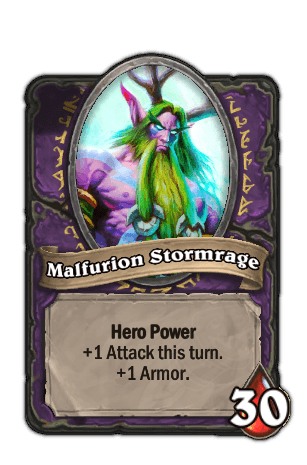 Malfurion Stormrage
Hero Power
+1 Attack this turn.
+1 Armor.
30